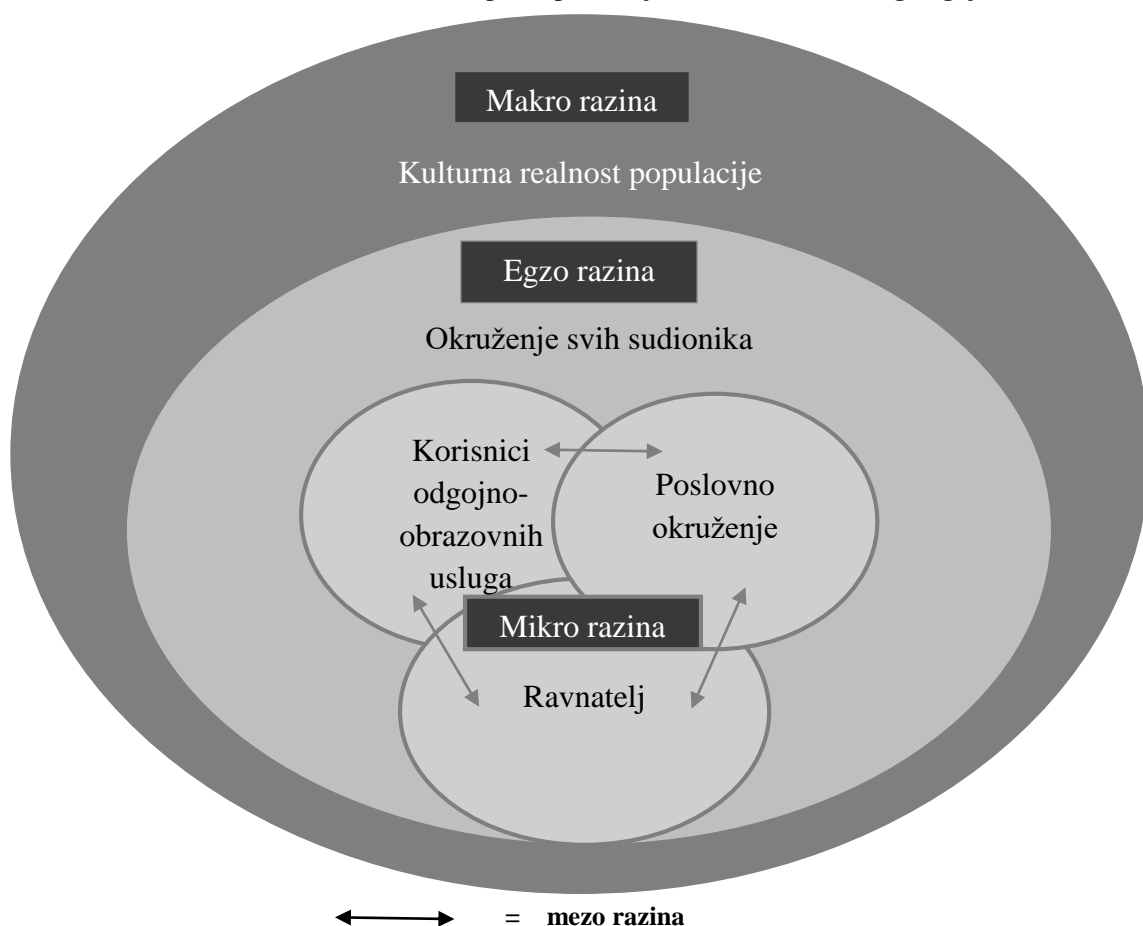 Makro razina
Kulturna realnost populacije
Egzo razina
Okruženje svih sudionika
Korisnici
odgojno-
obrazovnih
usluga
Poslovno
okruženje
Mikro razina
Ravnatelj
= mezo razina